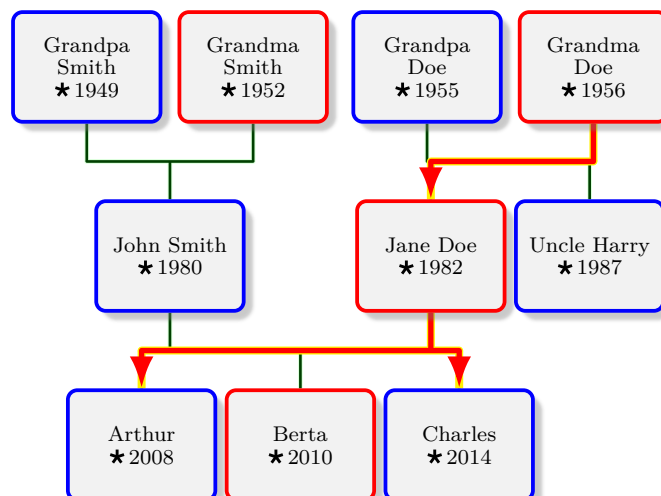 Grandpa
Smith
★ 1949
Grandma
Smith
★ 1952
Grandpa
Doe
★ 1955
Grandma
Doe
★ 1956
John Smith
★ 1980
Jane Doe
★ 1982
Uncle Harry
★ 1987
Arthur
★ 2008
Berta
★ 2010
Charles
★ 2014